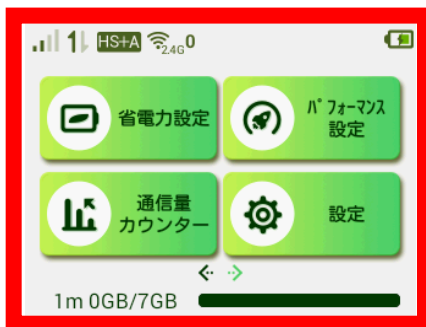 1 HS+A 2.4G 0
省電力設定
ﾊﾟﾌｫｰﾏﾝｽ
設定
通信量
カウンター
設定
1m 0GB/7GB